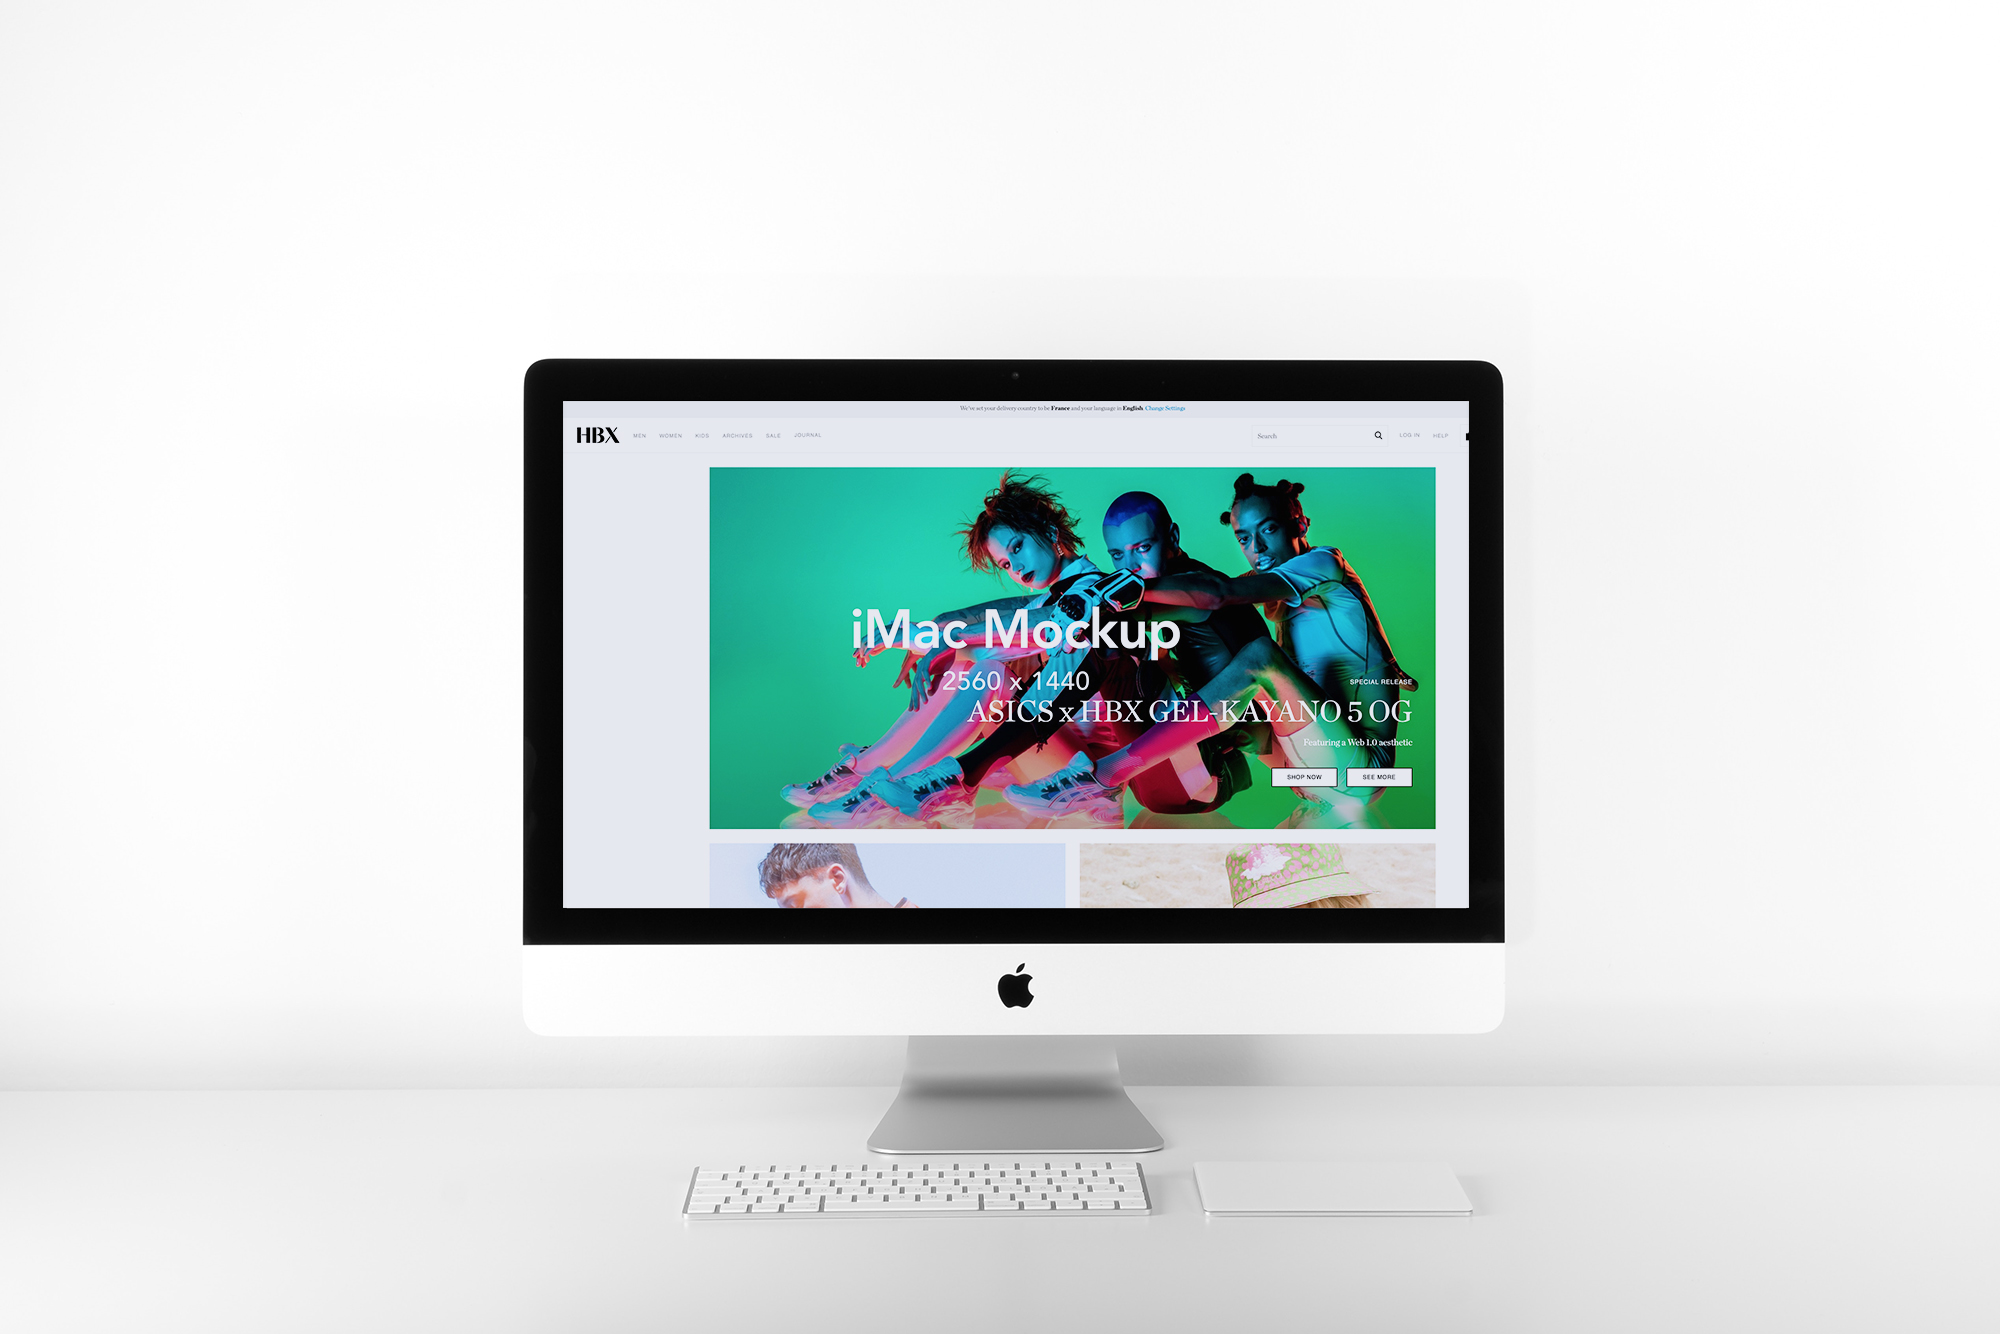 We've set your delivery country to be France and your language in English Change Settings
HBX MEN WOMEN KIDS ARCHIVES SALE JOURNAL Search LOG IN HELP
iMac Mockup
2560 x 1440
SPECIAL RELEASE
ASICS x HBX GEL-KAYANO 5 OG
Featuring a Web 1.0 aesthetic
SHOP NOW SEE MORE